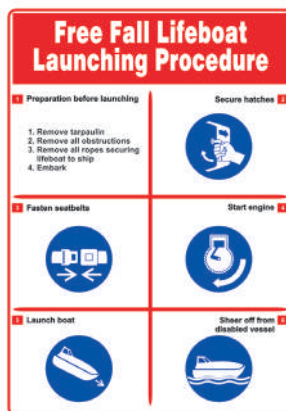 Free Fall Lifeboat
Launching Procedure
1 Preparation before launching
1. Remove tarpaulin
2. Remove all obstructions
3. Remove all ropes securing
lifeboat to ship
4. Embark
Secure hatches 2
3 Fasten seatbelts
Start engine 4
5 Launch boat
Sheer off from 6
disabled vessel